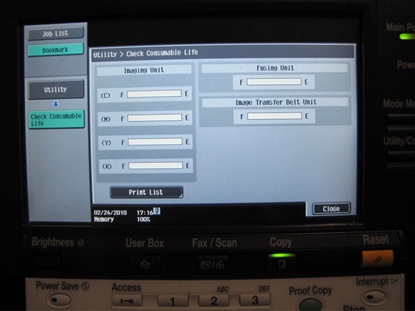 Job List
Bookmark
Utility
Check Consumable
Life
Utility > Check Consumable Life
Imaging Unit
(C) F E
(M) F E
(Y) F E
(K) F E
Fusing Unit
F E
Image Transfer Belt Unit
F E
Print List
02/24/2010 17:16
Memory 100%
Close
Main
Power
Mode
Utility/Co
Brightness
User Box
Fax / Scan
Copy
Reset
Power Save
Access
ABC
DEF
1
2
3
Proof Copy
Interrupt
Stop